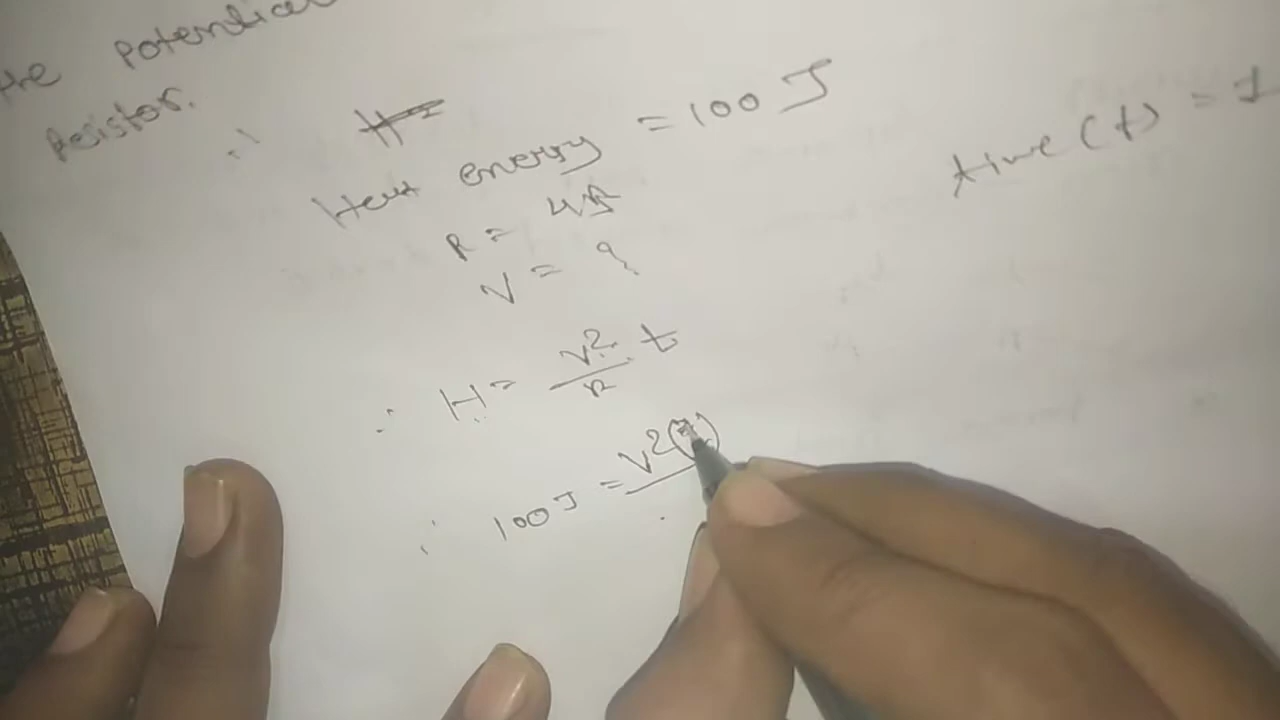 the potential
Resistor.
∴ H=
Heat energy = 100 J time (t) = 1
R = 4Ω
V = ?
∴ H = V²/R t
∴ 100 J = V²(